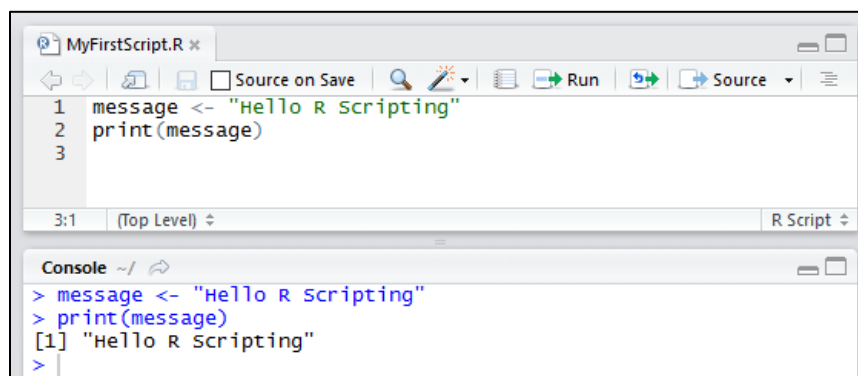 MyFirstScript.R
Source on Save Run Source
1 message <- "Hello R Scripting"
2 print(message)
3
3:1 (Top Level) R Script
Console ~/
> message <- "Hello R Scripting"
> print(message)
[1] "Hello R Scripting"
>